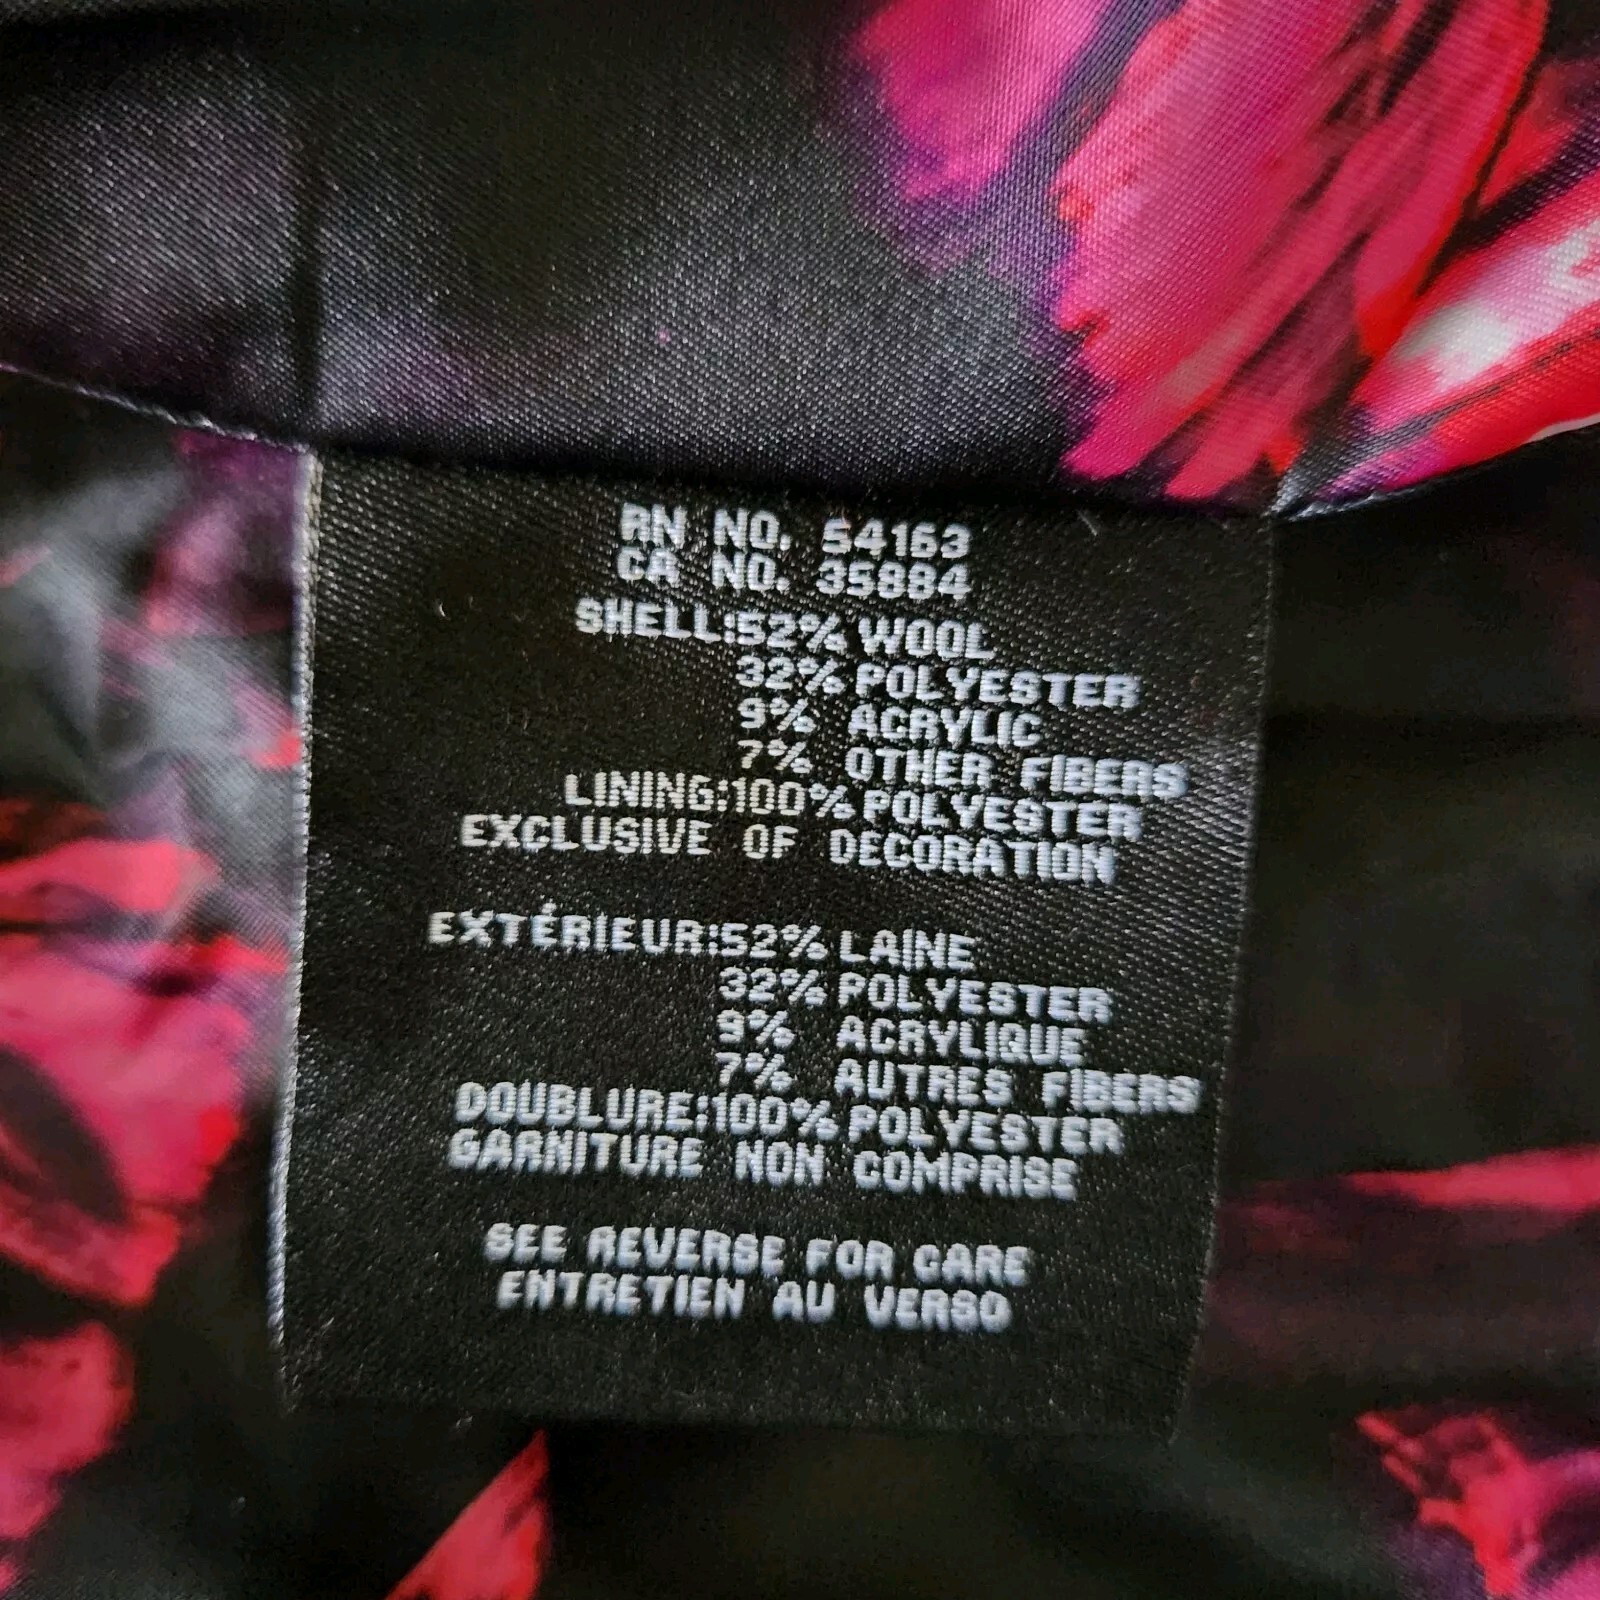 RN NO. 54163
CA NO. 35884
SHELL:52% WOOL
32% POLYESTER
9% ACRYLIC
7% OTHER FIBERS
LINING:100% POLYESTER
EXCLUSIVE OF DECORATION
EXTÉRIEUR:52% LAINE
32% POLYESTER
9% ACRYLIQUE
7% AUTRES FIBERS
DOUBLURE:100% POLYESTER
GARNITURE NON COMPRISE
SEE REVERSE FOR CARE
ENTRETIEN AU VERSO